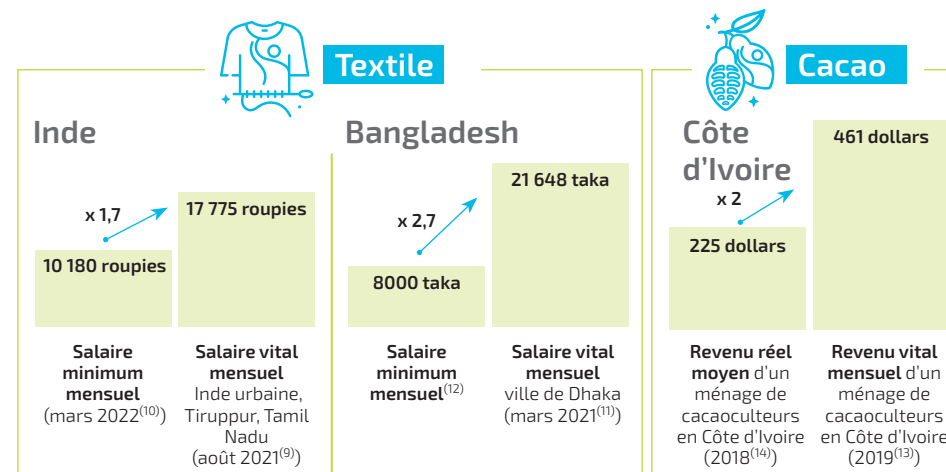 Textile
Inde
x 1,7
10 180 roupies
17 775 roupies
Salaire
minimum
mensuel
(mars 2022(10))
Salaire vital
mensuel
Inde urbaine,
Tiruppur, Tamil
Nadu
(août 2021(9))
Bangladesh
x 2,7
8000 taka
21 648 taka
Salaire
minimum
mensuel(12)
Salaire vital
mensuel
ville de Dhaka
(mars 2021(11))
Cacao
Côte
d’Ivoire
x 2
225 dollars
461 dollars
Revenu réel
moyen d’un
ménage de
cacaoculteurs
en Côte d’Ivoire
(2018(14))
Revenu vital
mensuel d’un
ménage de
cacaoculteurs
en Côte d’Ivoire
(2019(13))